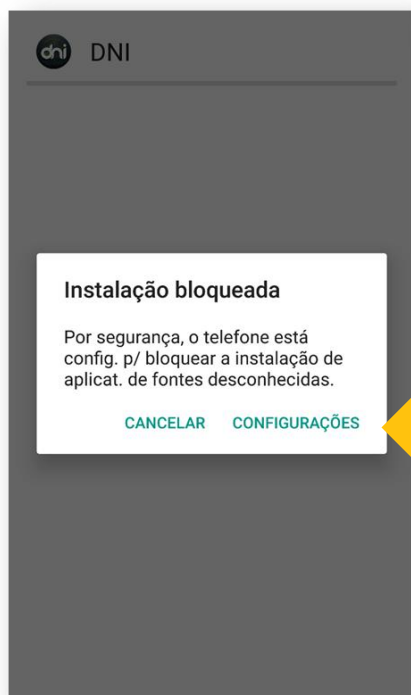 dni DNI
Instalação bloqueada
Por segurança, o telefone está
config. p/ bloquear a instalação de
aplicat. de fontes desconhecidas.
CANCELAR CONFIGURAÇÕES